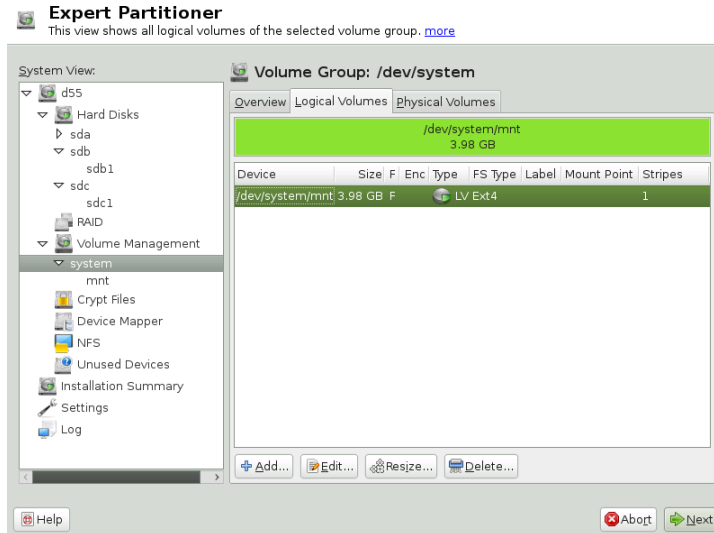 Expert Partitioner
This view shows all logical volumes of the selected volume group. more
System View:
d55
Hard Disks
sda
sdb
sdb1
sdc
sdc1
RAID
Volume Management
system
mnt
Crypt Files
Device Mapper
NFS
Unused Devices
Installation Summary
Settings
Log
Volume Group: /dev/system
Overview Logical Volumes Physical Volumes
/dev/system/mnt
3.98 GB
Device Size F Enc Type FS Type Label Mount Point Stripes
/dev/system/mnt 3.98 GB F LV Ext4 1
Add... Edit... Resize... Delete...
Help Abort Next